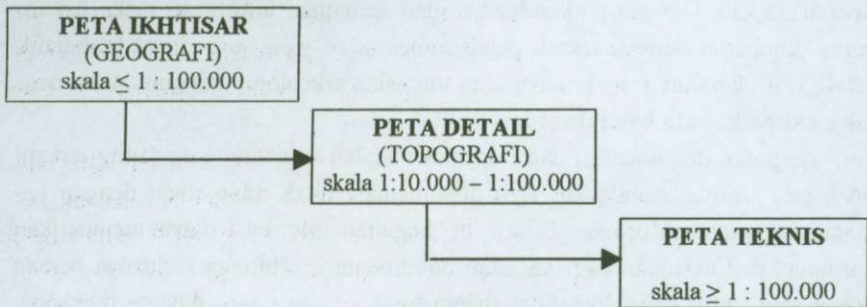 PETA IKHTISAR
(GEOGRAFI)
skala ≤ 1 : 100.000
PETA DETAIL
(TOPOGRAFI)
skala 1:10.000 – 1:100.000
PETA TEKNIS
skala ≥ 1 : 100.000